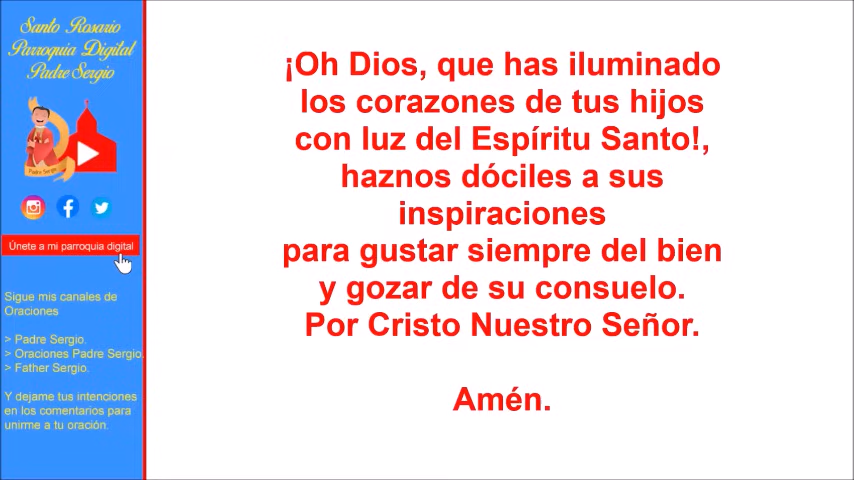 Santo Rosario
Parroquia Digital
Padre Sergio
Padre Sergio
Únete a mi parroquia digital
Sigue mis canales de
Oraciones
> Padre Sergio.
> Oraciones Padre Sergio.
> Father Sergio.
Y dejame tus intenciones
en los comentarios para
unirme a tu oración.
¡Oh Dios, que has iluminado
los corazones de tus hijos
con luz del Espíritu Santo!,
haznos dóciles a sus
inspiraciones
para gustar siempre del bien
y gozar de su consuelo.
Por Cristo Nuestro Señor.
Amén.